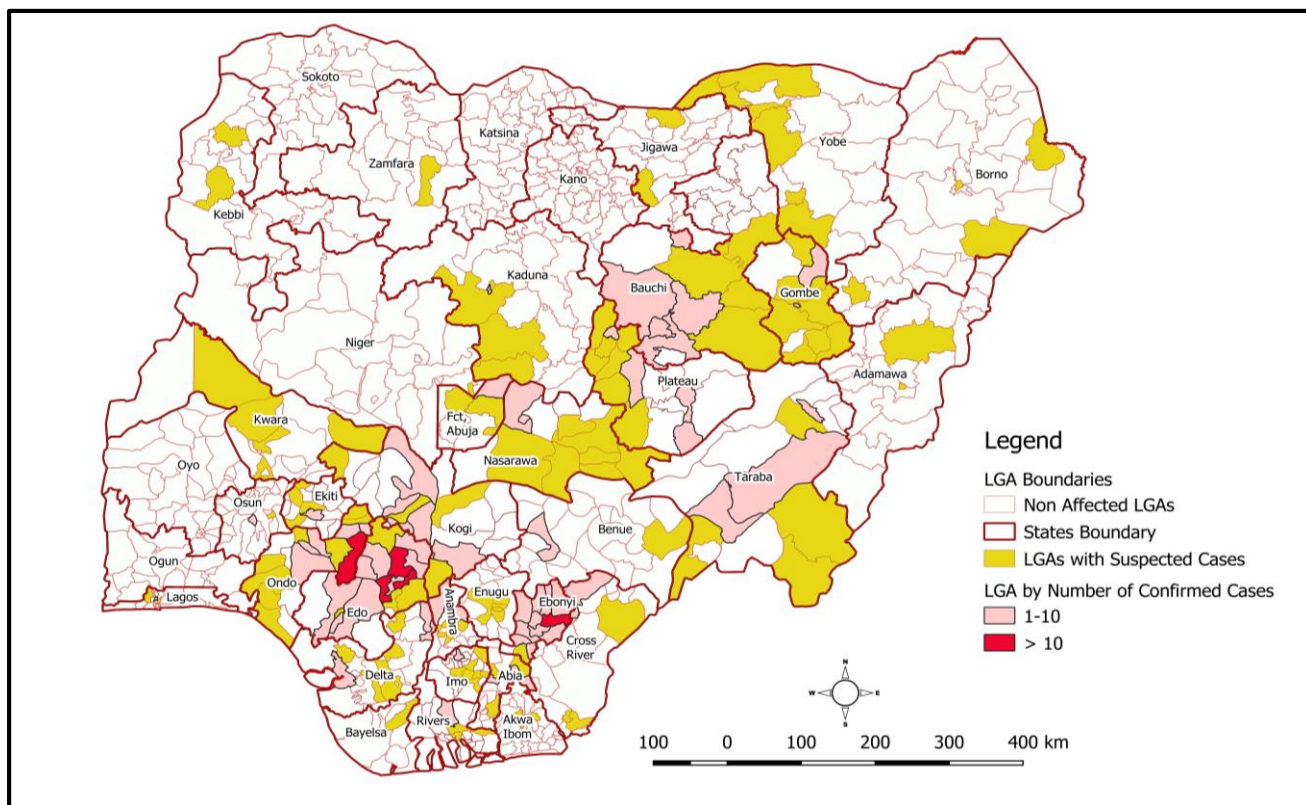 Sokoto
Katsina
Jigawa
Yobe
Zamfara
Kano
Borno
Kebbi
Kaduna
Bauchi
Gombe
Niger
Adamawa
Plateau
Fct,
Abuja
Kwara
Nasarawa
Oyo
Taraba
Osun
Ekiti
Kogi
Benue
Ogun
Ondo
Lagos
Edo
Enugu
Ebonyi
Anambra
Cross
River
Delta
Imo
Abia
Bayelsa
Rivers
Akwa
Ibom
Legend
LGA Boundaries
Non Affected LGAs
States Boundary
LGAs with Suspected Cases
LGA by Number of Confirmed Cases
1-10
> 10
N
W
E
S
100 0 100 200 300 400 km